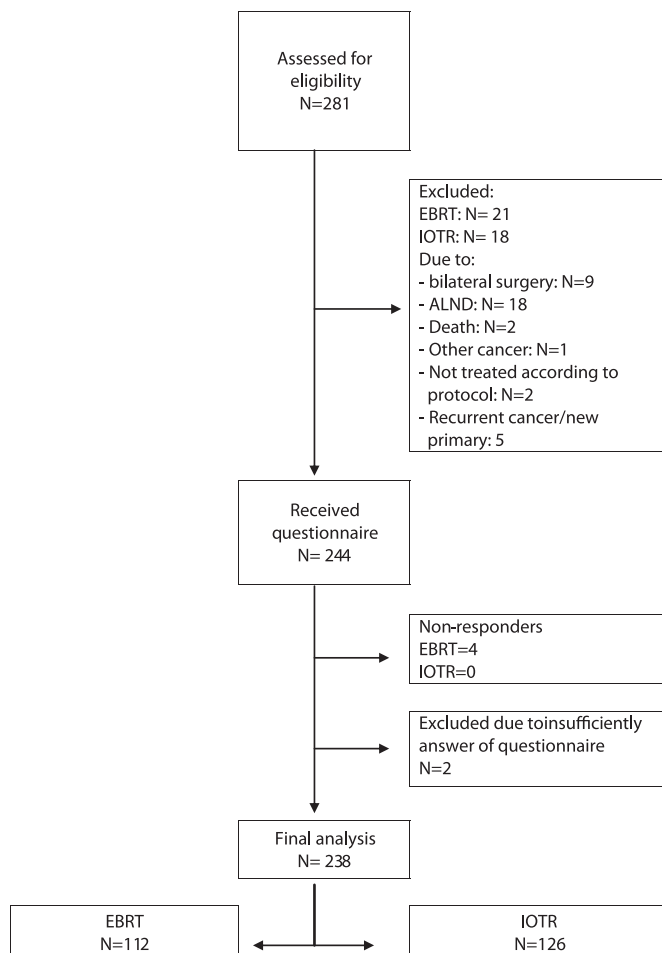 Assessed for
eligibility
N=281
Excluded:
EBRT: N= 21
IOTR: N= 18
Due to:
- bilateral surgery: N=9
- ALND: N= 18
- Death: N=2
- Other cancer: N=1
- Not treated according to
protocol: N=2
- Recurrent cancer/new
primary: 5
Received
questionnaire
N= 244
Non-responders
EBRT=4
IOTR=0
Excluded due toinsufficiently
answer of questionnaire
N=2
Final analysis
N= 238
EBRT
N=112
IOTR
N=126